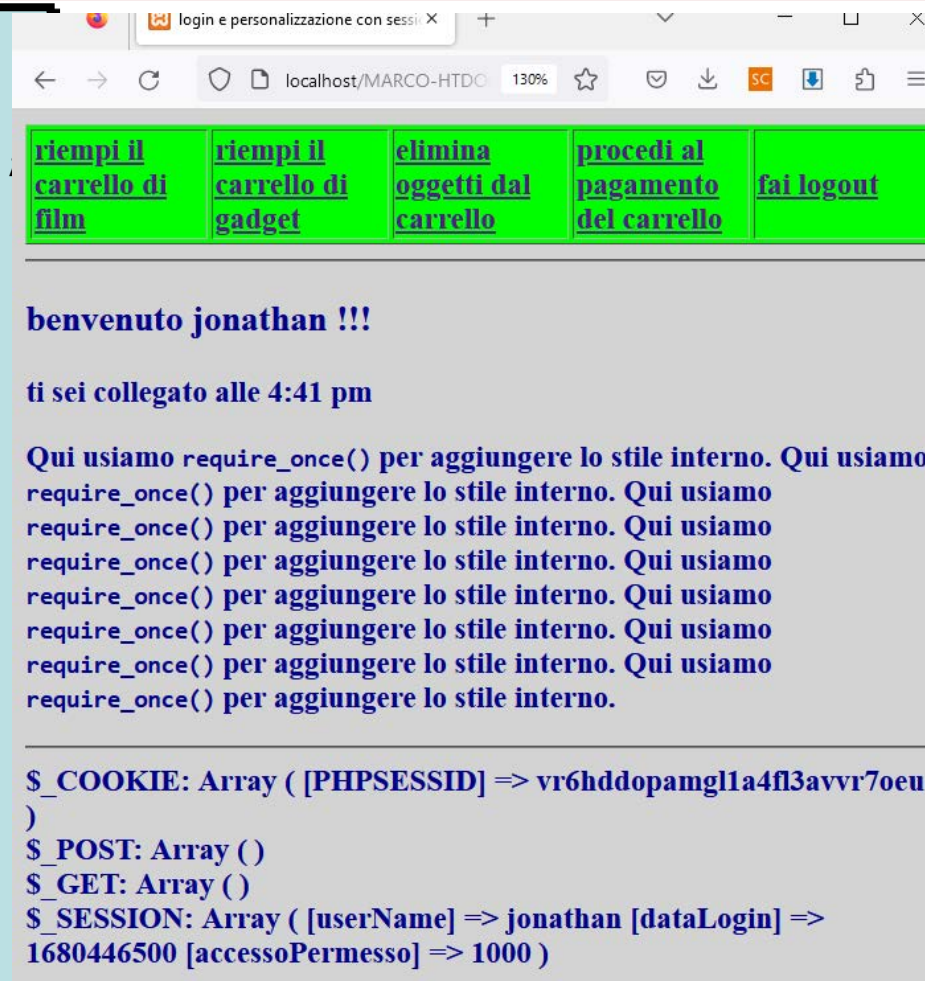 login e personalizzazione con sessi
localhost/MARCO-HTDO 130%
SC
riempi il carrello di film
riempi il carrello di gadget
elimina oggetti dal carrello
procedi al pagamento del carrello
fai logout
benvenuto jonathan !!!
ti sei collegato alle 4:41 pm
Qui usiamo require_once() per aggiungere lo stile interno. Qui usiamo
require_once() per aggiungere lo stile interno. Qui usiamo
require_once() per aggiungere lo stile interno. Qui usiamo
require_once() per aggiungere lo stile interno. Qui usiamo
require_once() per aggiungere lo stile interno. Qui usiamo
require_once() per aggiungere lo stile interno. Qui usiamo
require_once() per aggiungere lo stile interno. Qui usiamo
require_once() per aggiungere lo stile interno.
$_COOKIE: Array ( [PHPSESSID] => vr6hddopamgl1a4fl3avvr7oeu
)
$_POST: Array ( )
$_GET: Array ( )
$_SESSION: Array ( [userName] => jonathan [dataLogin] =>
1680446500 [accessoPermesso] => 1000 )